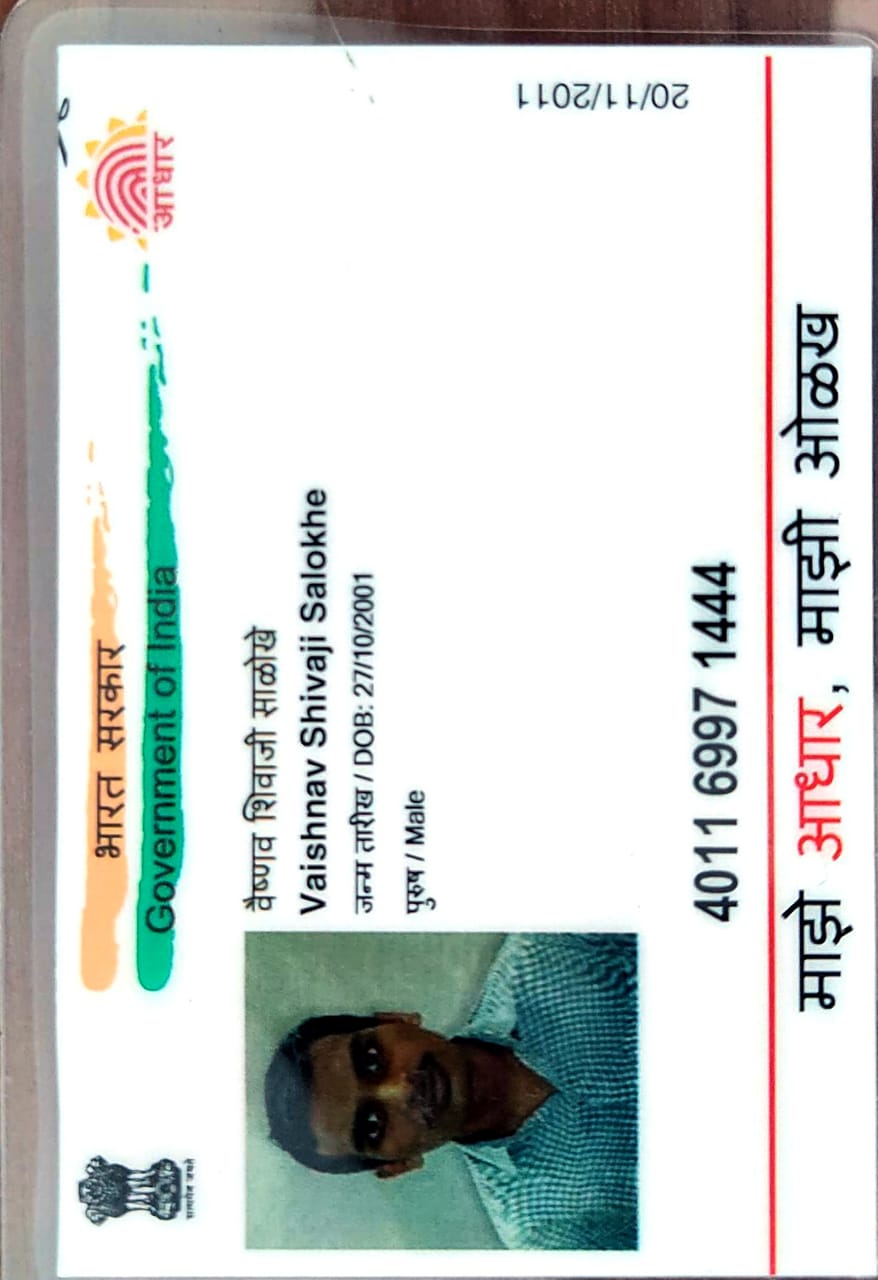 भारत सरकार
Government of India
आधार
वैष्णव शिवाजी साळोखे
Vaishnav Shivaji Salokhe
जन्म तारीख / DOB: 27/10/2001
पुरुष / Male
20/11/2011
4011 6997 1444
माझे आधार, माझी ओळख
सत्यमेव जयते